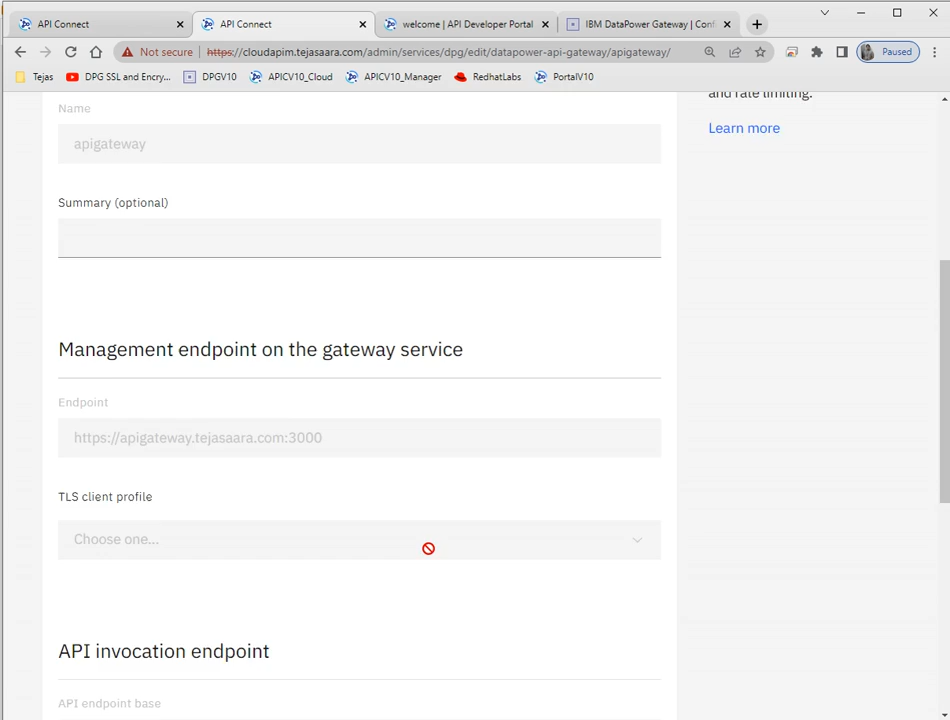 API Connect
API Connect
welcome | API Developer Portal
IBM DataPower Gateway | Conf
Not secure
https://cloudapim.tejasaara.com/admin/services/dpg/edit/datapower-api-gateway/apigateway/
Paused
Tejas
DPG SSL and Encry...
DPGV10
APICV10_Cloud
APICV10_Manager
RedhatLabs
PortalV10
and rate limiting.
Learn more
Name
apigateway
Summary (optional)
Management endpoint on the gateway service
Endpoint
https://apigateway.tejasaara.com:3000
TLS client profile
Choose one...
API invocation endpoint
API endpoint base